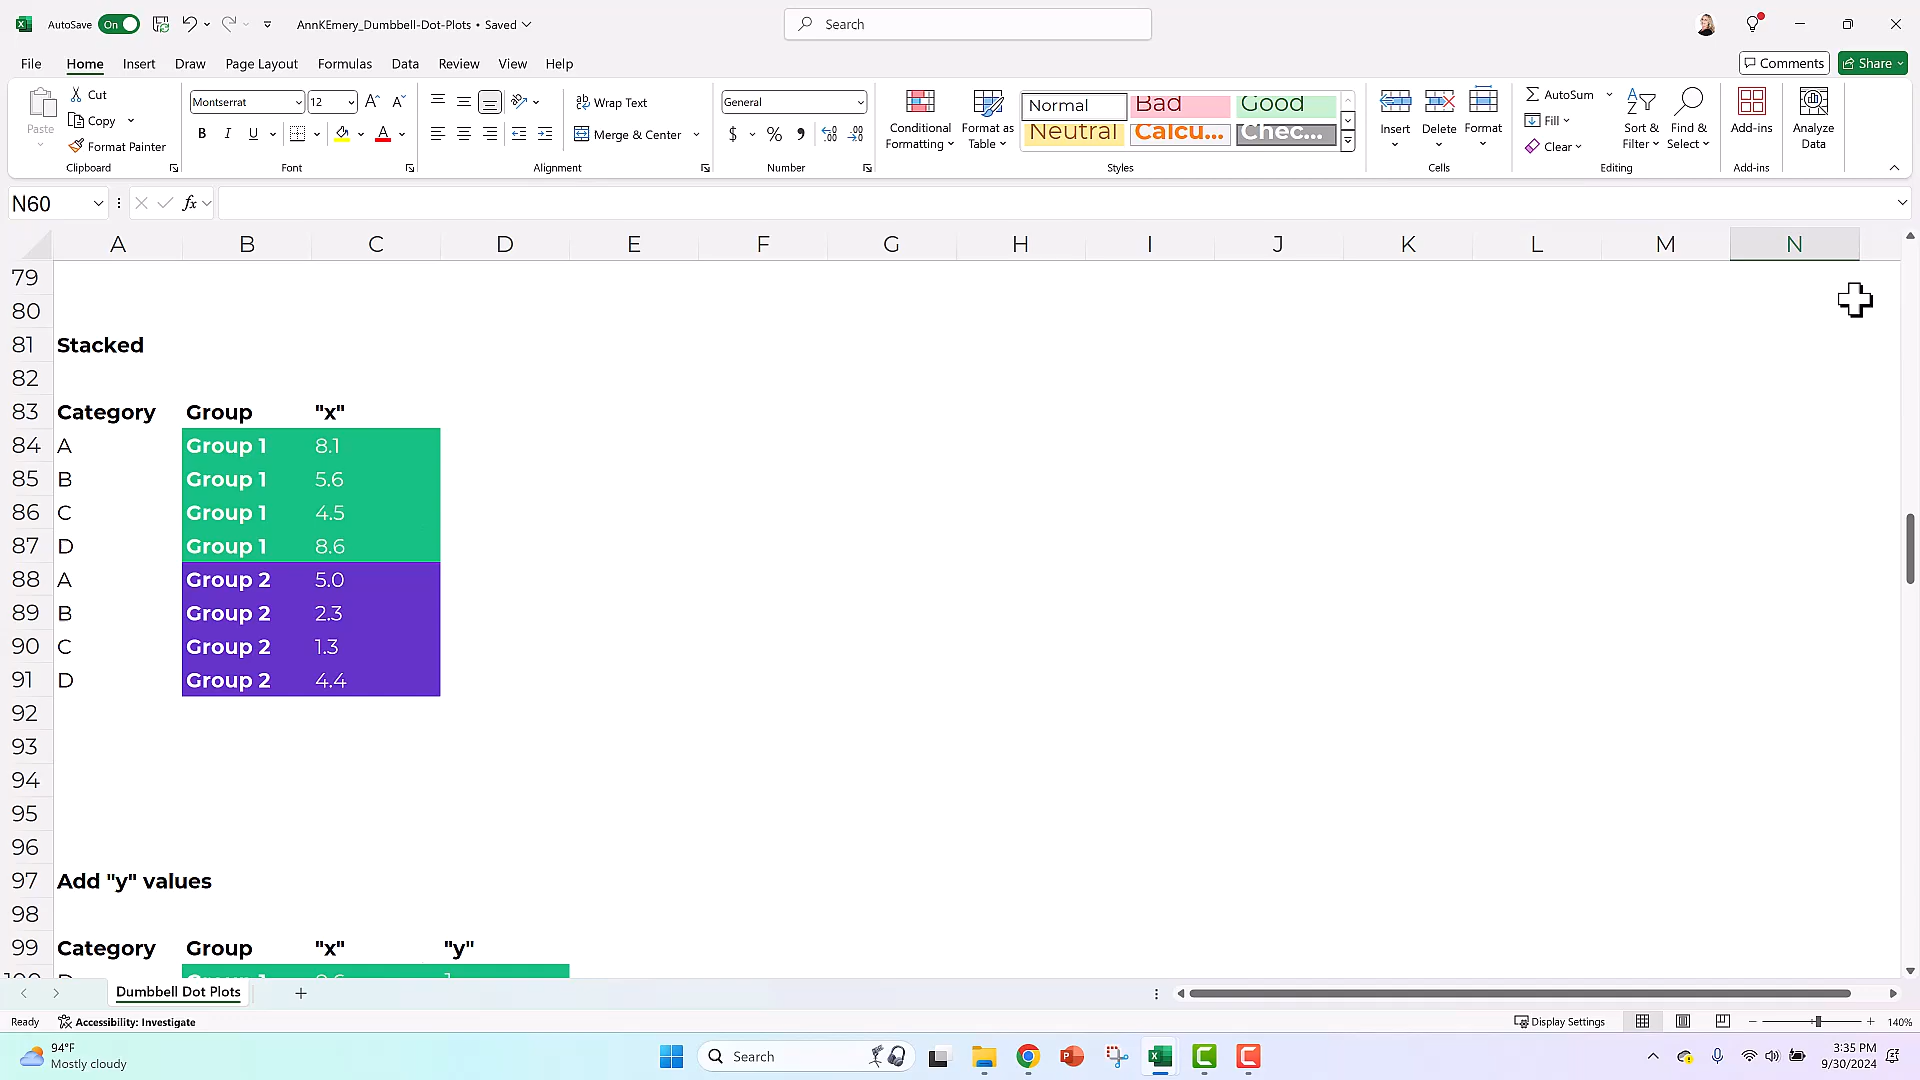 AutoSave On AnnKEmery_Dumbbell-Dot-Plots • Saved Search
File Home Insert Draw Page Layout Formulas Data Review View Help Comments Share
Paste Cut Copy Format Painter Clipboard
Montserrat 12 B I U A Font
Wrap Text Merge & Center Alignment
General $ % Number
Conditional Formatting Format as Table Normal Bad Good Neutral Calcu... Chec... Styles
Insert Delete Format Cells
AutoSum Fill Clear Sort & Filter Find & Select Editing
Add-ins Add-ins Analyze Data
N60 fx
A B C D E F G H I J K L M N
79
80
81 Stacked
82
83 Category Group "x"
84 A Group 1 8.1
85 B Group 1 5.6
86 C Group 1 4.5
87 D Group 1 8.6
88 A Group 2 5.0
89 B Group 2 2.3
90 C Group 2 1.3
91 D Group 2 4.4
92
93
94
95
96
97 Add "y" values
98
99 Category Group "x" "y"
Dumbbell Dot Plots
Ready Accessibility: Investigate Display Settings 140%
94°F
Mostly cloudy
Search
3:35 PM
9/30/2024